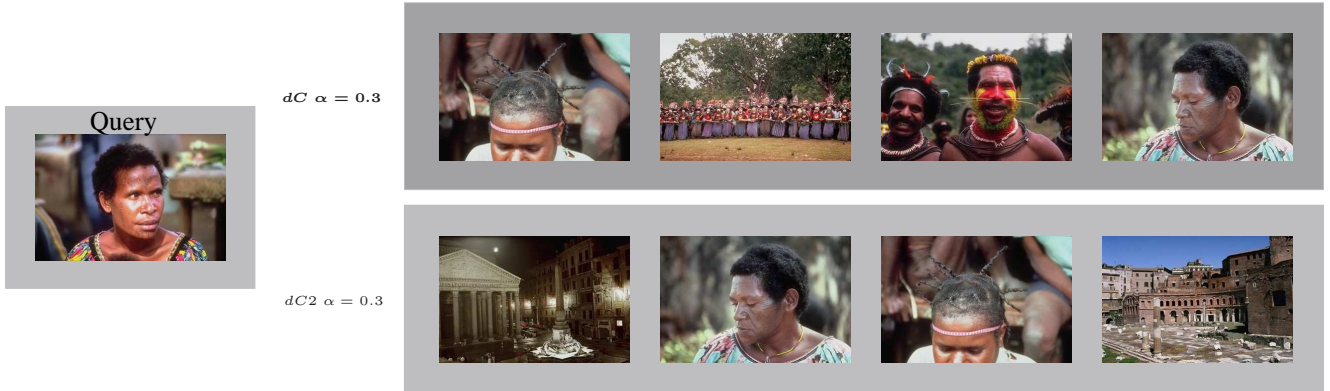 Query
dC α = 0.3
dC2 α = 0.3